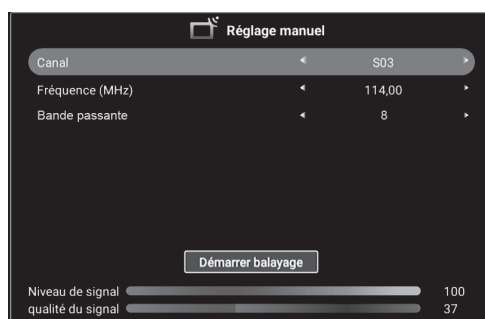 Réglage manuel
Canal S03
Fréquence (MHz) 114,00
Bande passante 8
Démarrer balayage
Niveau de signal 100
qualité du signal 37